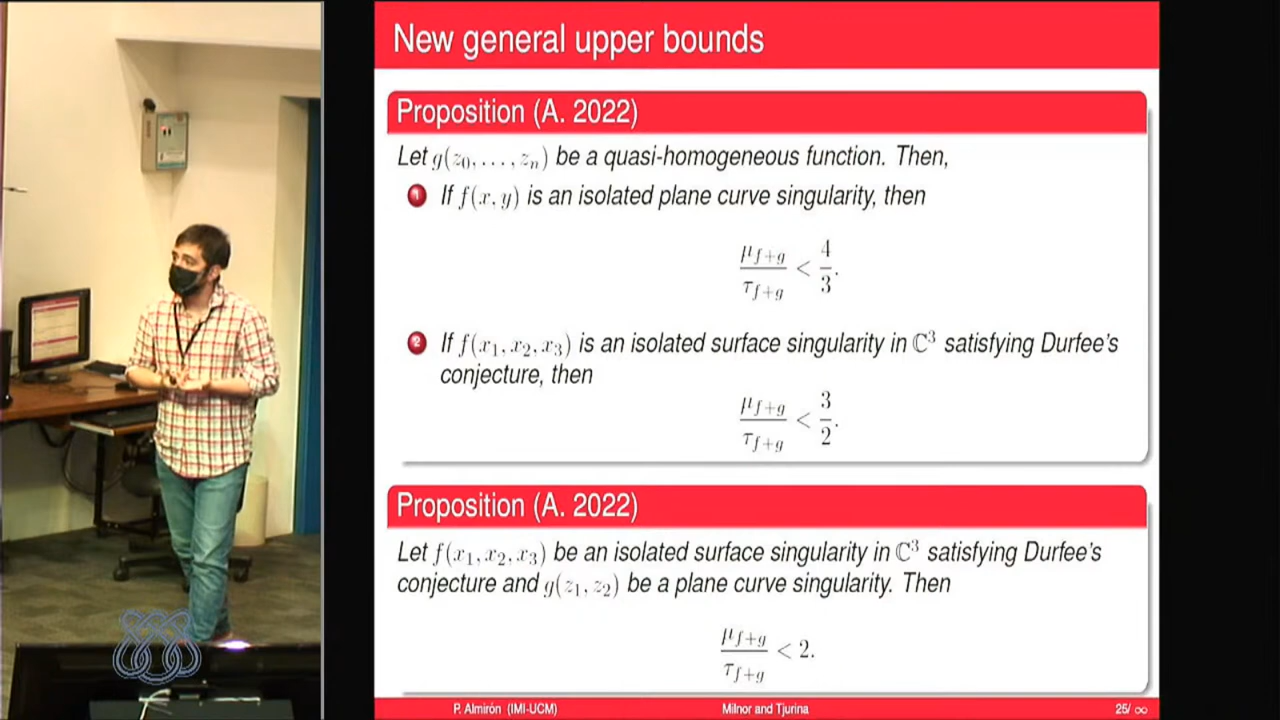 New general upper bounds
Proposition (A. 2022)
Let g(z₀, . . . , zₙ) be a quasi-homogeneous function. Then,
1 If f(x, y) is an isolated plane curve singularity, then
μ_{f+g} / τ_{f+g} < 4/3.
2 If f(x₁, x₂, x₃) is an isolated surface singularity in ℂ³ satisfying Durfee's
conjecture, then
μ_{f+g} / τ_{f+g} < 3/2.
Proposition (A. 2022)
Let f(x₁, x₂, x₃) be an isolated surface singularity in ℂ³ satisfying Durfee's
conjecture and g(z₁, z₂) be a plane curve singularity. Then
μ_{f+g} / τ_{f+g} < 2.
P. Almirón (IMI-UCM) Milnor and Tjurina 25/ ∞